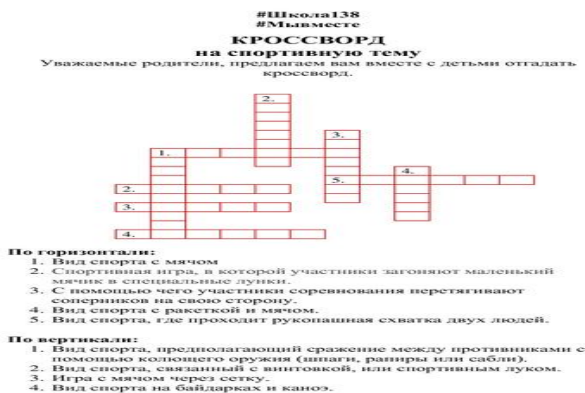 #Школа138
#Мывместе
КРОССВОРД
на спортивную тему
Уважаемые родители, предлагаем вам вместе с детьми отгадать
кроссворд.
2.
3.
1.
4.
5.
2.
3.
4.
По горизонтали:
1. Вид спорта с мячом
2. Спортивная игра, в которой участники загоняют маленький
мячик в специальные лунки.
3. С помощью чего участники соревнования перетягивают
соперников на свою сторону.
4. Вид спорта с ракеткой и мячом.
5. Вид спорта, где проходит рукопашная схватка двух людей.
По вертикали:
1. Вид спорта, предполагающий сражение между противниками с
помощью колющего оружия (шпаги, рапиры или сабли).
2. Вид спорта, связанный с винтовкой, или спортивным луком.
3. Игра с мячом через сетку.
4. Вид спорта на байдарках и каноэ.